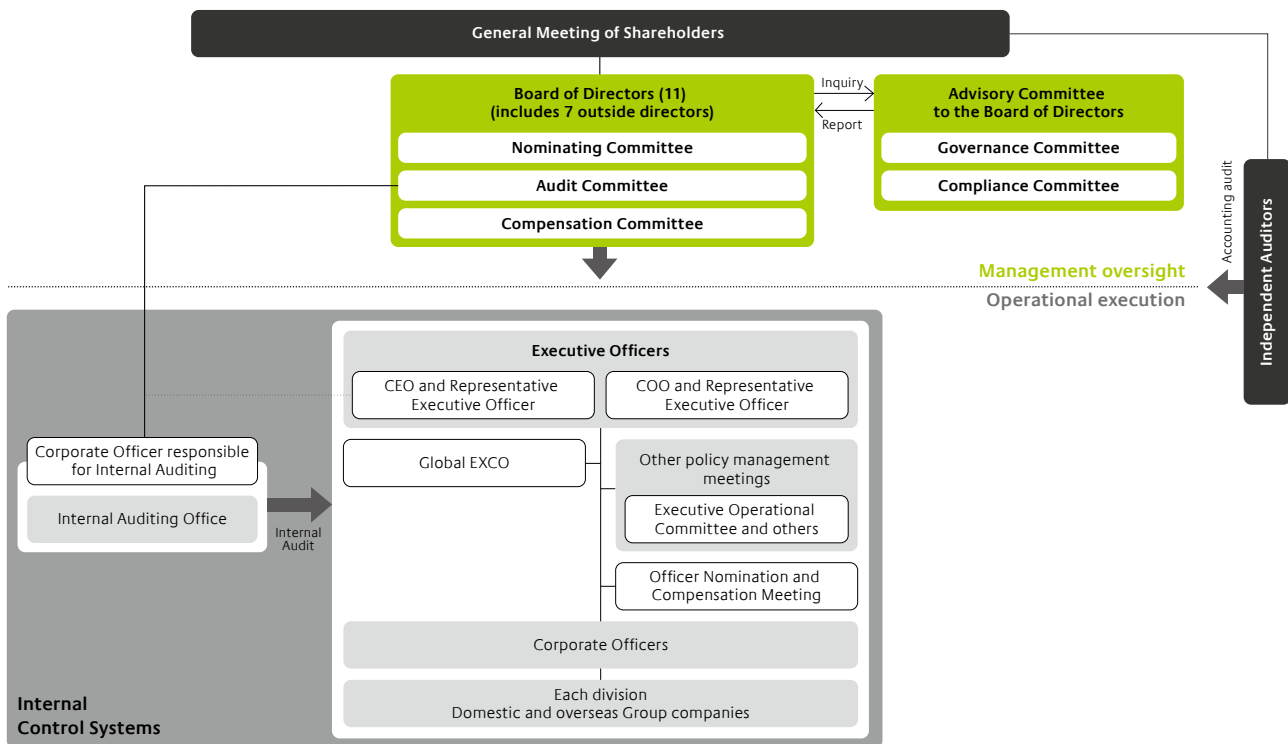 General Meeting of Shareholders
Board of Directors (11)
(includes 7 outside directors)
Nominating Committee
Audit Committee
Compensation Committee
Inquiry
Report
Advisory Committee
to the Board of Directors
Governance Committee
Compliance Committee
Accounting audit
Independent Auditors
Management oversight
Operational execution
Executive Officers
CEO and Representative
Executive Officer
COO and Representative
Executive Officer
Corporate Officer responsible
for Internal Auditing
Internal Auditing Office
Internal
Audit
Global EXCO
Other policy management
meetings
Executive Operational
Committee and others
Officer Nomination and
Compensation Meeting
Corporate Officers
Each division
Domestic and overseas Group companies
Internal
Control Systems